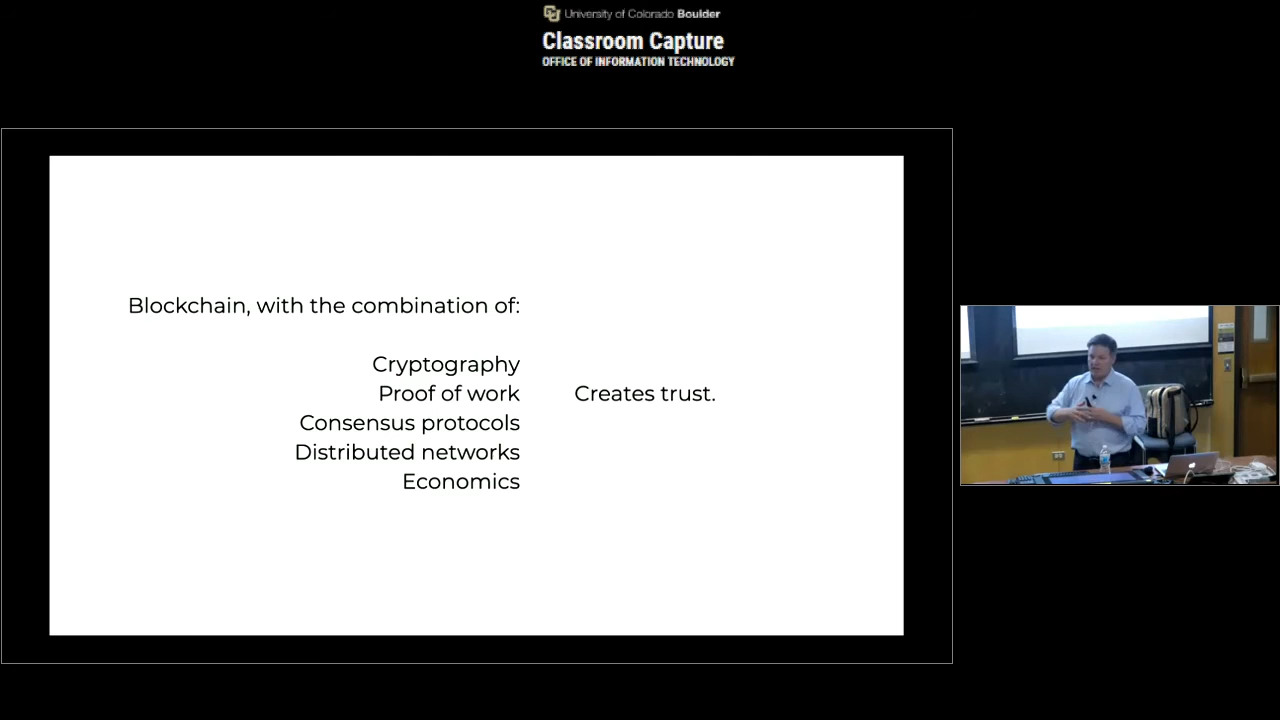 University of Colorado Boulder
Classroom Capture
OFFICE OF INFORMATION TECHNOLOGY
Blockchain, with the combination of:
Cryptography
Proof of work
Creates trust.
Consensus protocols
Distributed networks
Economics